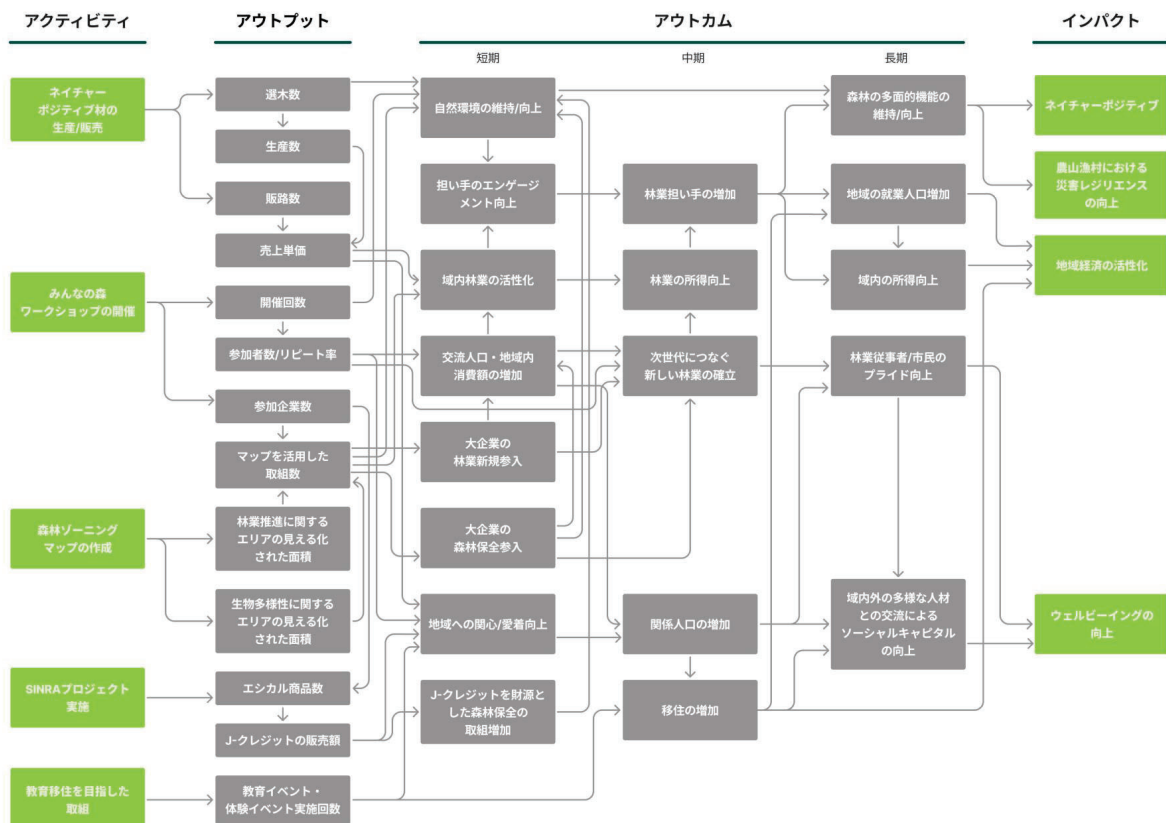 アクティビティ
アウトプット
アウトカム
インパクト
短期
中期
長期
ネイチャー
ポジティブ材の
生産/販売
みんなの森
ワークショップの開催
森林ゾーニング
マップの作成
SINRAプロジェクト
実施
教育移住を目指した
取組
選木数
生産数
販路数
売上単価
開催回数
参加者数/リピート率
参加企業数
マップを活用した
取組数
林業推進に関する
エリアの見える化
された面積
生物多様性に関する
エリアの見える化
された面積
エシカル商品数
J-クレジットの販売額
教育イベント・
体験イベント実施回数
自然環境の維持/向上
担い手のエンゲージ
メント向上
域内林業の活性化
交流人口・地域内
消費額の増加
大企業の
林業新規参入
大企業の
森林保全参入
地域への関心/愛着向上
J-クレジットを財源と
した森林保全の
取組増加
林業担い手の増加
林業の所得向上
次世代につなぐ
新しい林業の確立
関係人口の増加
移住の増加
森林の多面的機能の
維持/向上
地域の就業人口増加
域内の所得向上
林業従事者/市民の
プライド向上
域内外の多様な人材
との交流による
ソーシャルキャピタル
の向上
ネイチャーポジティブ
農山漁村における
災害レジリエンス
の向上
地域経済の活性化
ウェルビーイングの
向上